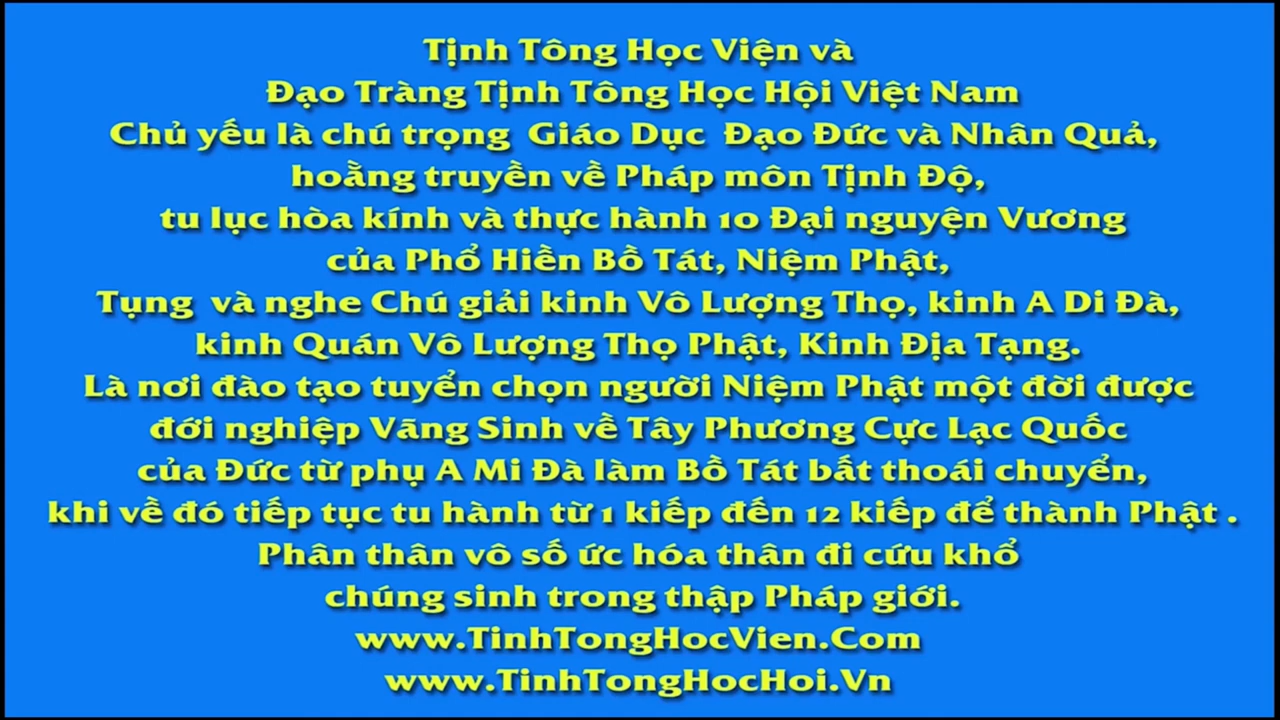 Tịnh Tông Học Viện và
Đạo Tràng Tịnh Tông Học Hội Việt Nam
Chủ yếu là chú trọng  Giáo Dục  Đạo Đức và Nhân Quả,
hoằng truyền về Pháp môn Tịnh Độ,
tu lục hòa kính và thực hành 10 Đại nguyện Vương
của Phổ Hiền Bồ Tát, Niệm Phật,
Tụng  và nghe Chú giải kinh Vô Lượng Thọ, kinh A Di Đà,
kinh Quán Vô Lượng Thọ Phật, Kinh Địa Tạng.
Là nơi đào tạo tuyển chọn người Niệm Phật một đời được
đới nghiệp Vãng Sinh về Tây Phương Cực Lạc Quốc
của Đức từ phụ A Mi Đà làm Bồ Tát bất thoái chuyển,
khi về đó tiếp tục tu hành từ 1 kiếp đến 12 kiếp để thành Phật .
Phân thân vô số ức hóa thân đi cứu khổ
chúng sinh trong thập Pháp giới.
www.TinhTongHocVien.Com
www.TinhTongHocHoi.Vn